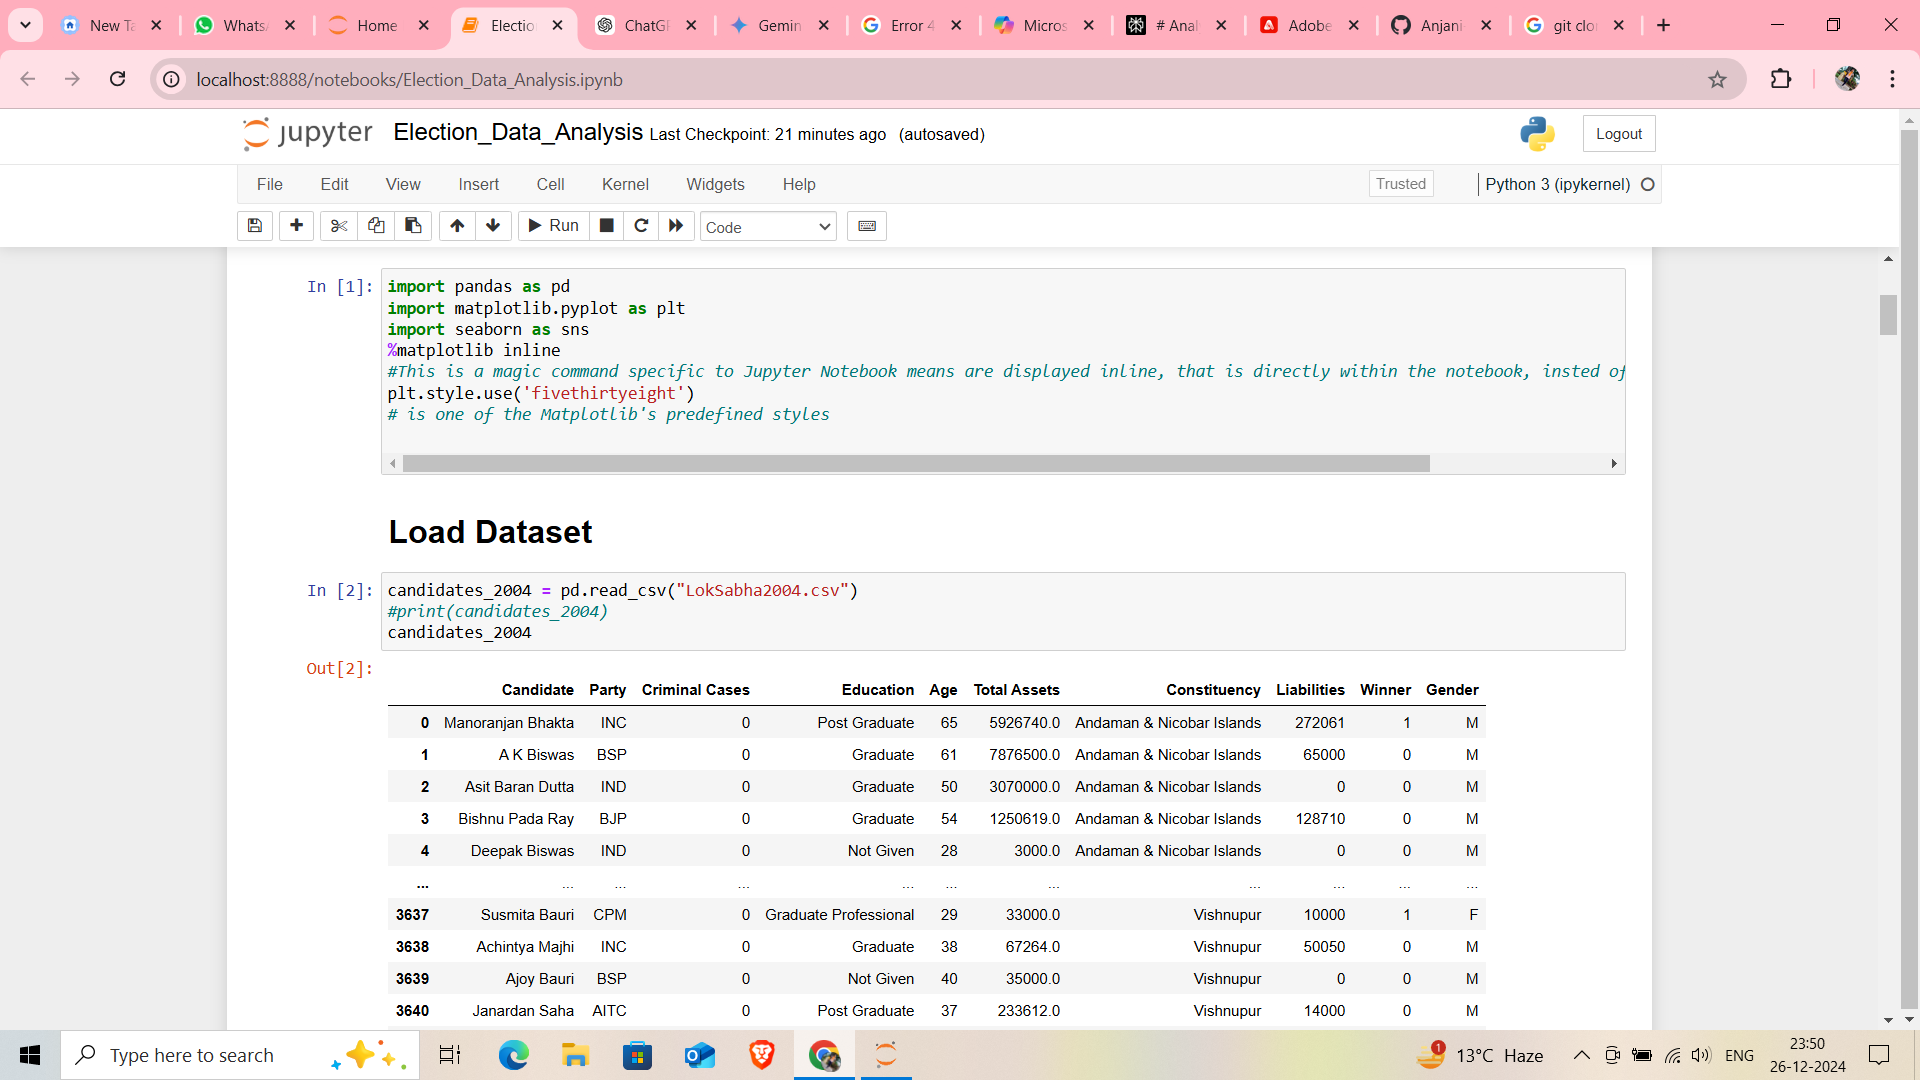 New Ta
Whats
Home
Electio
ChatG
Gemin
Error 4
Micros
# Anal
Adobe
Anjani
git clo
localhost:8888/notebooks/Election_Data_Analysis.ipynb
jupyter Election_Data_Analysis Last Checkpoint: 21 minutes ago (autosaved)
Logout
File Edit View Insert Cell Kernel Widgets Help
Trusted
Python 3 (ipykernel)
Run
Code
In [1]:
import pandas as pd
import matplotlib.pyplot as plt
import seaborn as sns
%matplotlib inline
#This is a magic command specific to Jupyter Notebook means are displayed inline, that is directly within the notebook, insted of
plt.style.use('fivethirtyeight')
# is one of the Matplotlib's predefined styles
Load Dataset
In [2]:
candidates_2004 = pd.read_csv("LokSabha2004.csv")
#print(candidates_2004)
candidates_2004
Out[2]:
Candidate Party Criminal Cases Education Age Total Assets Constituency Liabilities Winner Gender
0 Manoranjan Bhakta INC 0 Post Graduate 65 5926740.0 Andaman & Nicobar Islands 272061 1 M
1 A K Biswas BSP 0 Graduate 61 7876500.0 Andaman & Nicobar Islands 65000 0 M
2 Asit Baran Dutta IND 0 Graduate 50 3070000.0 Andaman & Nicobar Islands 0 0 M
3 Bishnu Pada Ray BJP 0 Graduate 54 1250619.0 Andaman & Nicobar Islands 128710 0 M
4 Deepak Biswas IND 0 Not Given 28 3000.0 Andaman & Nicobar Islands 0 0 M
... ... ... ... ... ... ... ... ... ... ...
3637 Susmita Bauri CPM 0 Graduate Professional 29 33000.0 Vishnupur 10000 1 F
3638 Achintya Majhi INC 0 Graduate 38 67264.0 Vishnupur 50050 0 M
3639 Ajoy Bauri BSP 0 Not Given 40 35000.0 Vishnupur 0 0 M
3640 Janardan Saha AITC 0 Post Graduate 37 233612.0 Vishnupur 14000 0 M
Type here to search
1
13°C Haze
ENG
23:50
26-12-2024